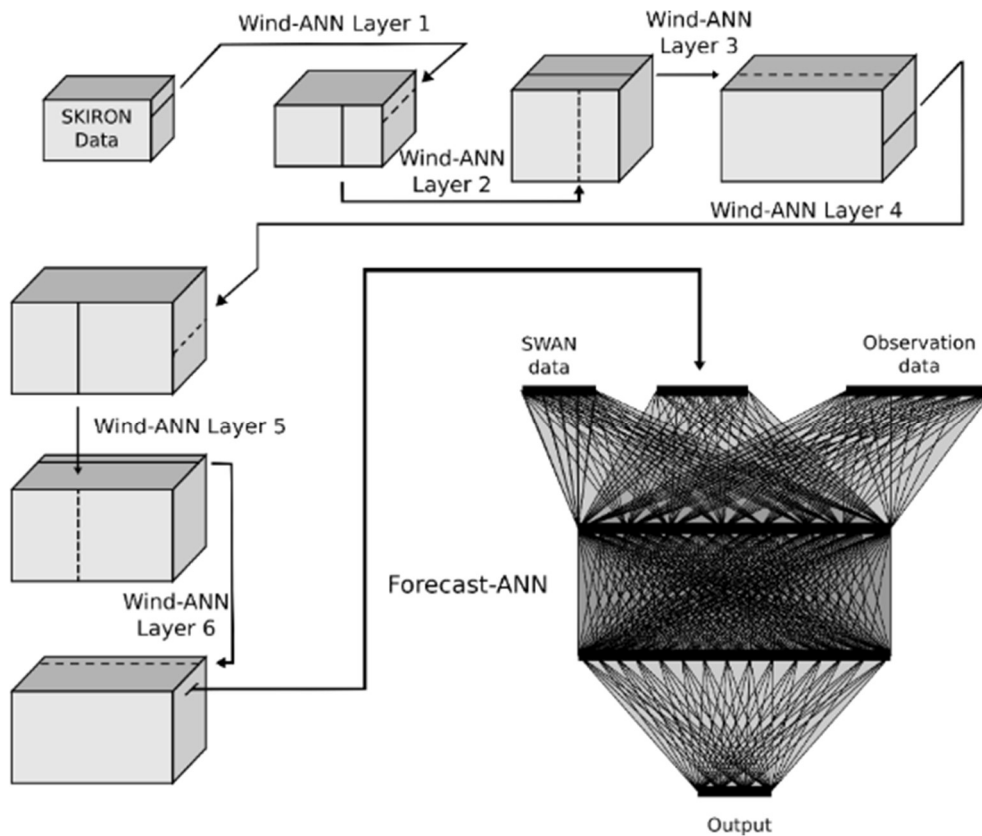 Wind-ANN Layer 1
Wind-ANN
Layer 3
SKIRON
Data
Wind-ANN
Layer 2
Wind-ANN Layer 4
SWAN
data
Observation
data
Wind-ANN Layer 5
Forecast-ANN
Wind-ANN
Layer 6
Output